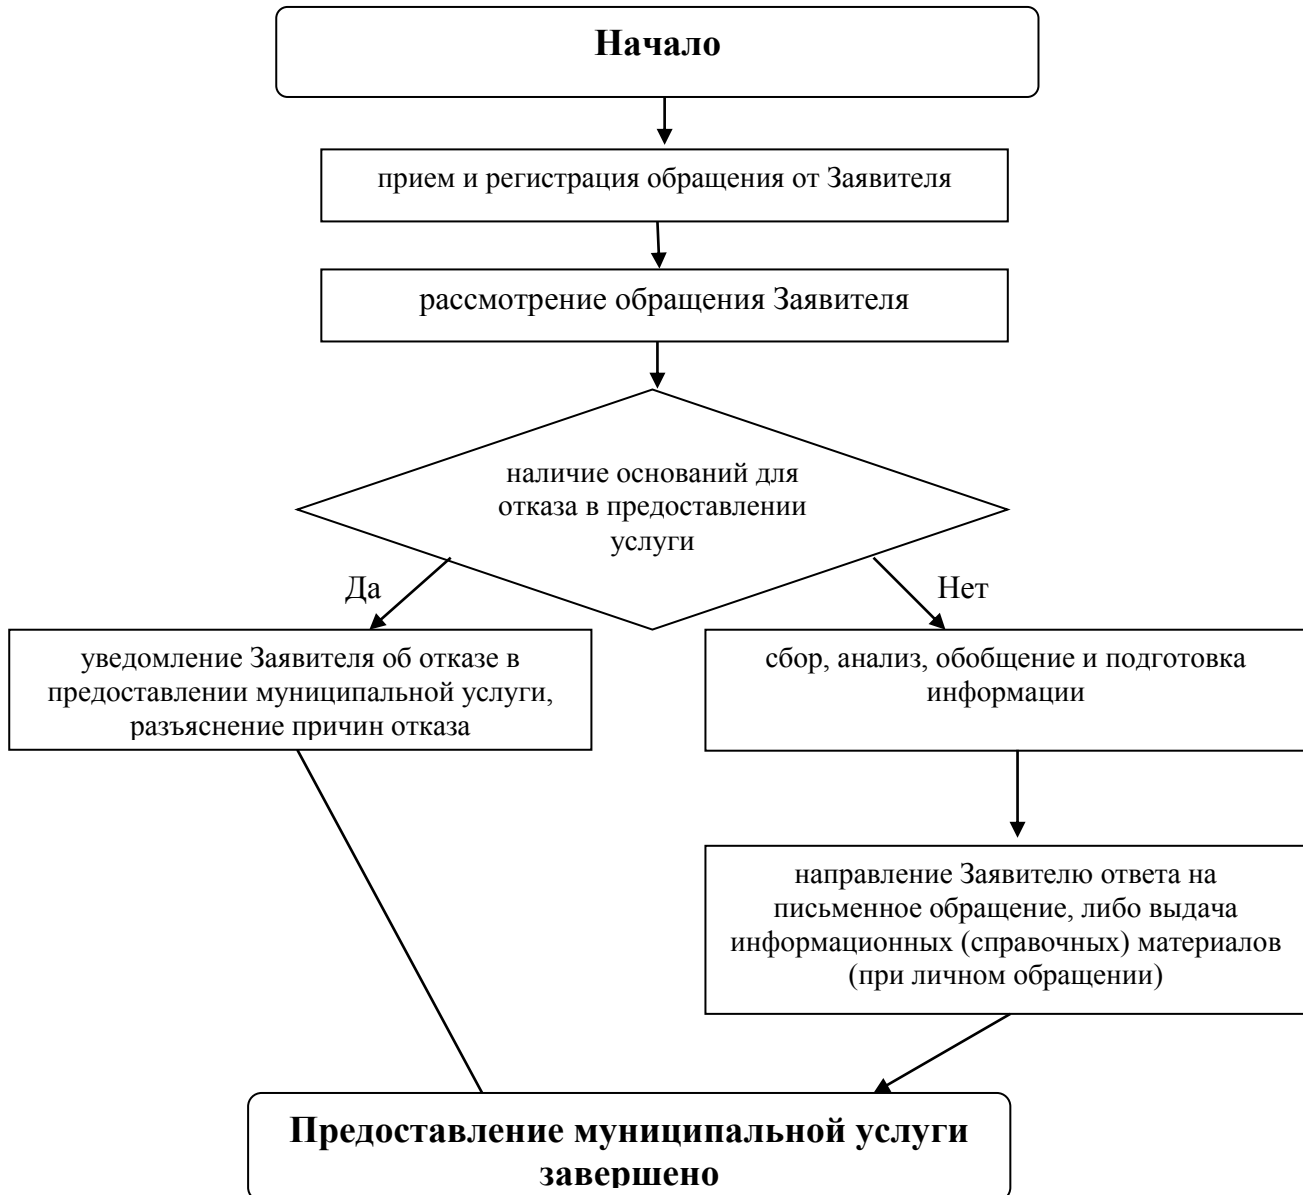 Начало
прием и регистрация обращения от Заявителя
рассмотрение обращения Заявителя
наличие оснований для
отказа в предоставлении
услуги
Да
Нет
уведомление Заявителя об отказе в
предоставлении муниципальной услуги,
разъяснение причин отказа
сбор, анализ, обобщение и подготовка
информации
направление Заявителю ответа на
письменное обращение, либо выдача
информационных (справочных) материалов
(при личном обращении)
Предоставление муниципальной услуги
завершено